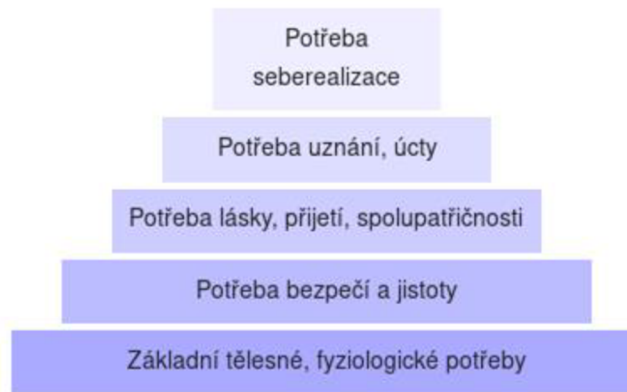 Potřeba
seberealizace
Potřeba uznání, úcty
Potřeba lásky, přijetí, spolupatřičnosti
Potřeba bezpečí a jistoty
Základní tělesné, fyziologické potřeby